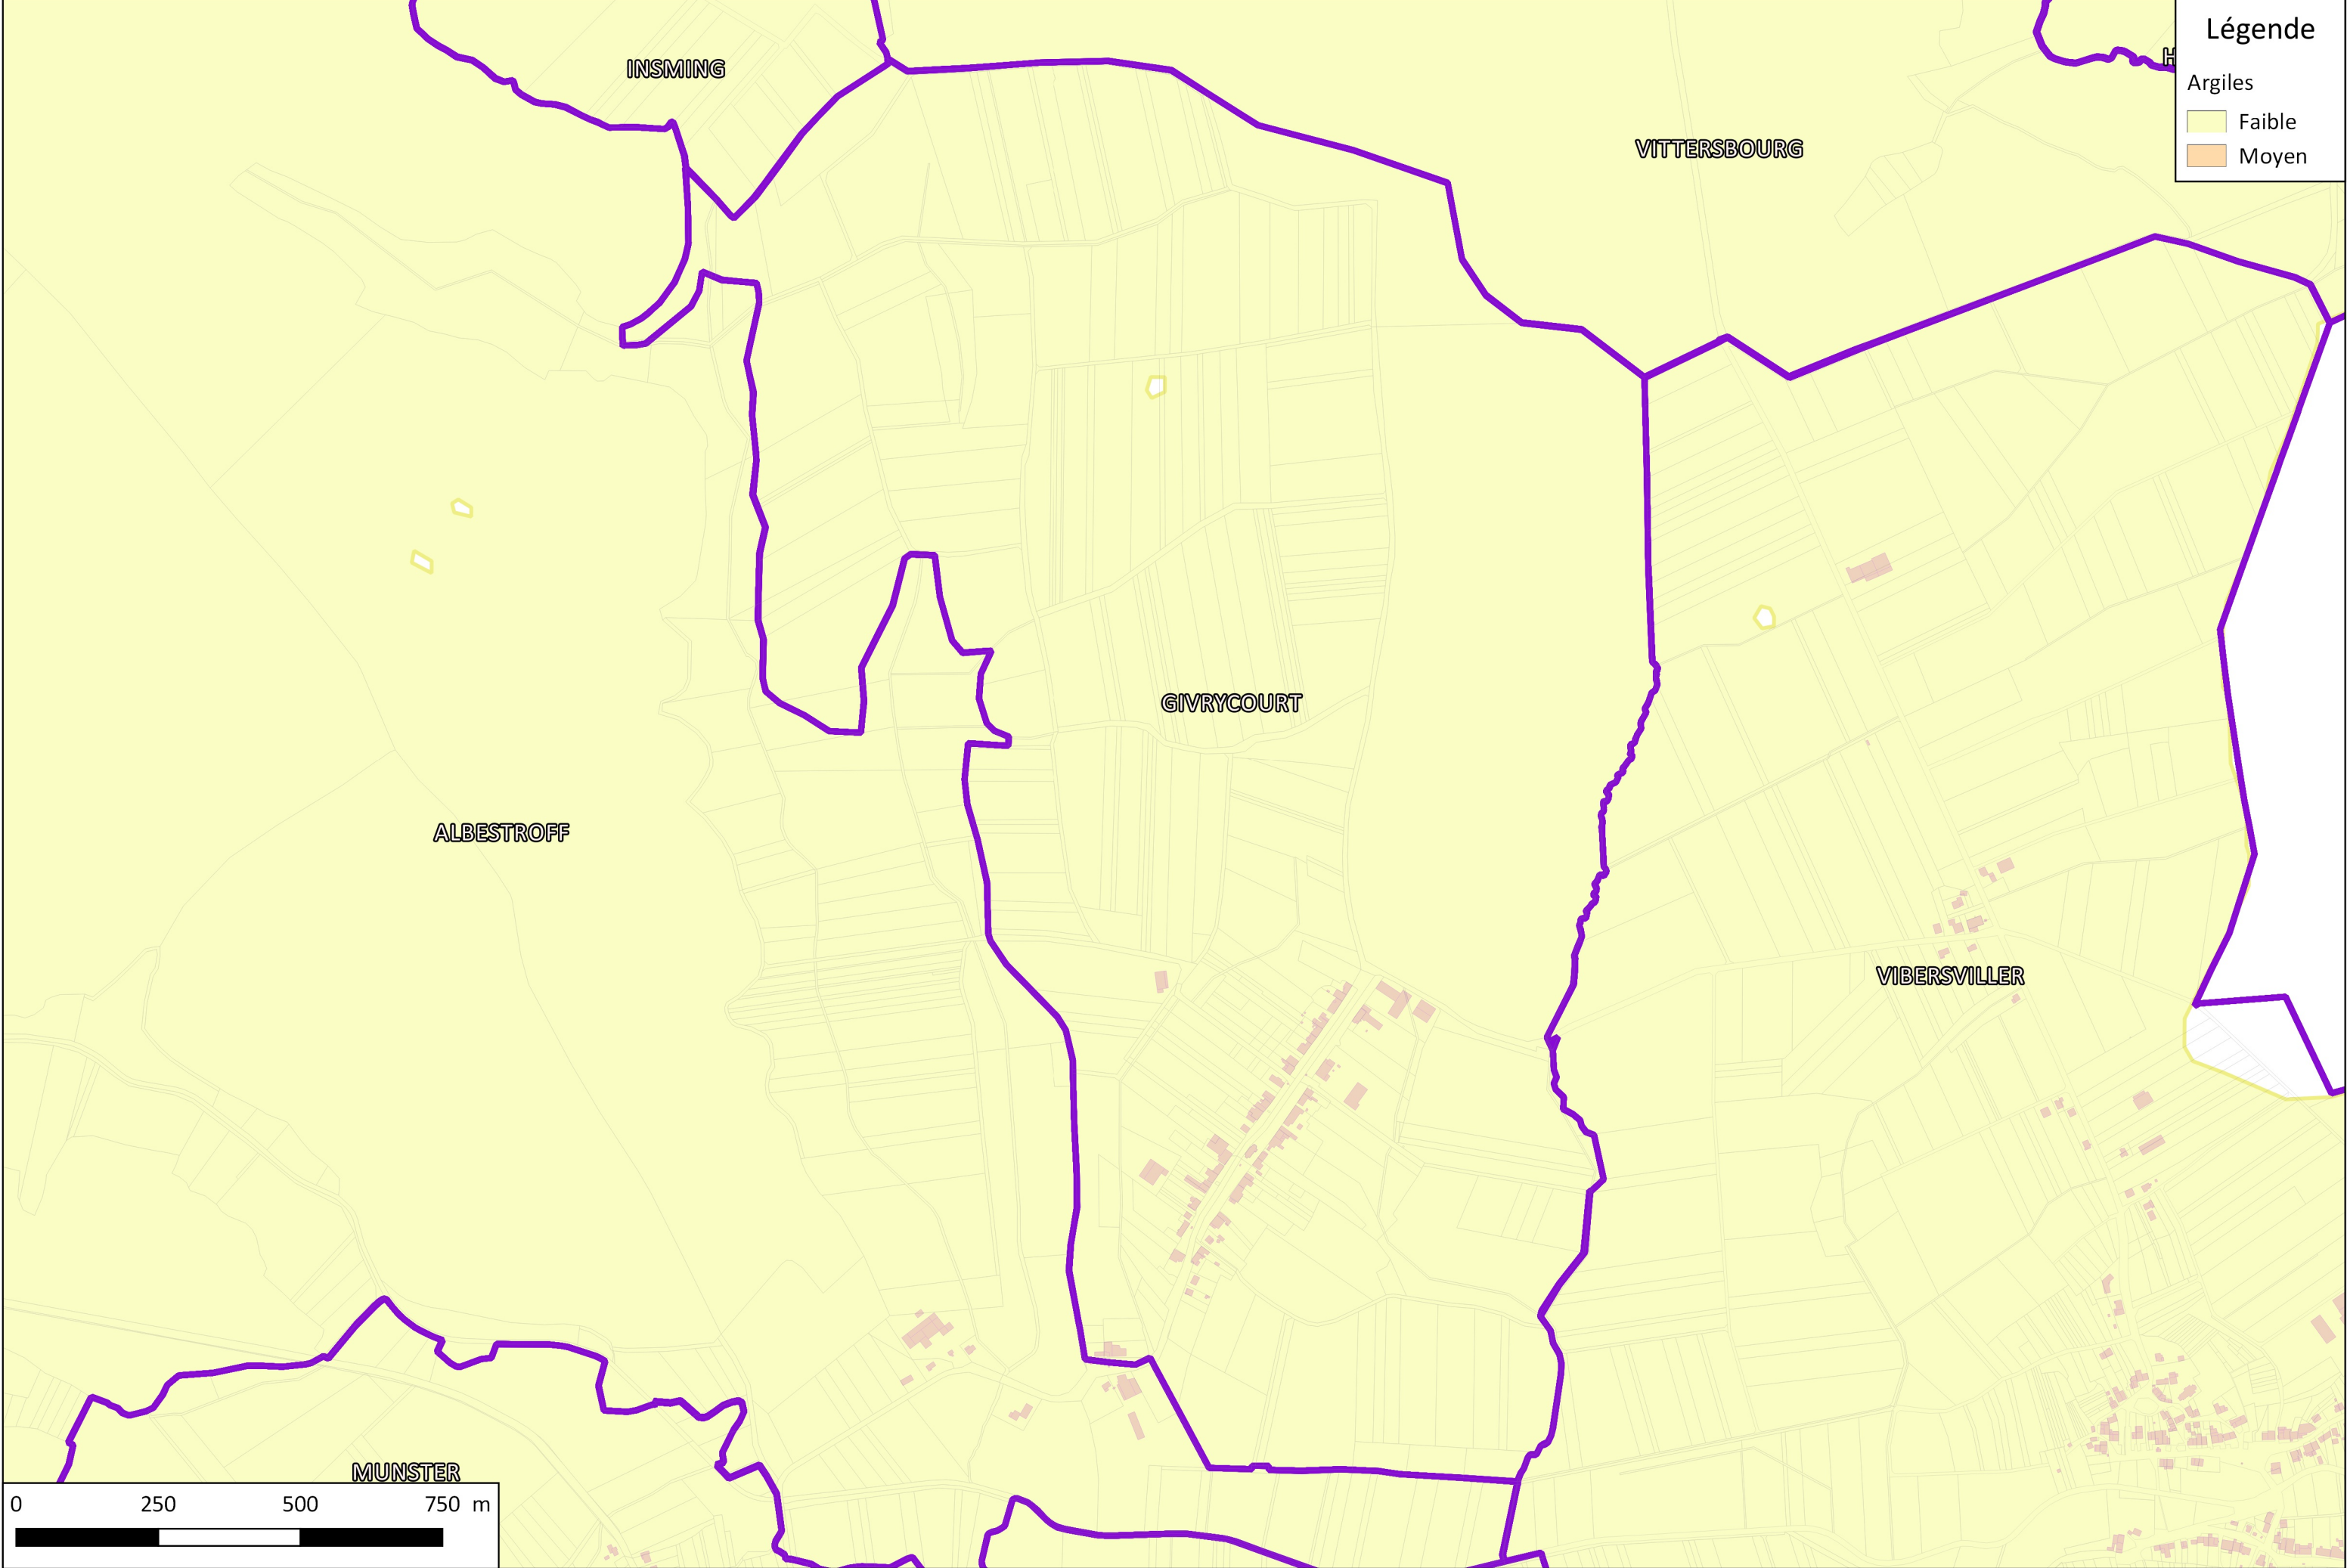 INSMING
VITTERSBOURG
Légende
Argiles
Faible
Moyen
GIVRYCOURT
ALBESTROFF
VIBERSVILLER
MUNSTER
0 250 500 750 m